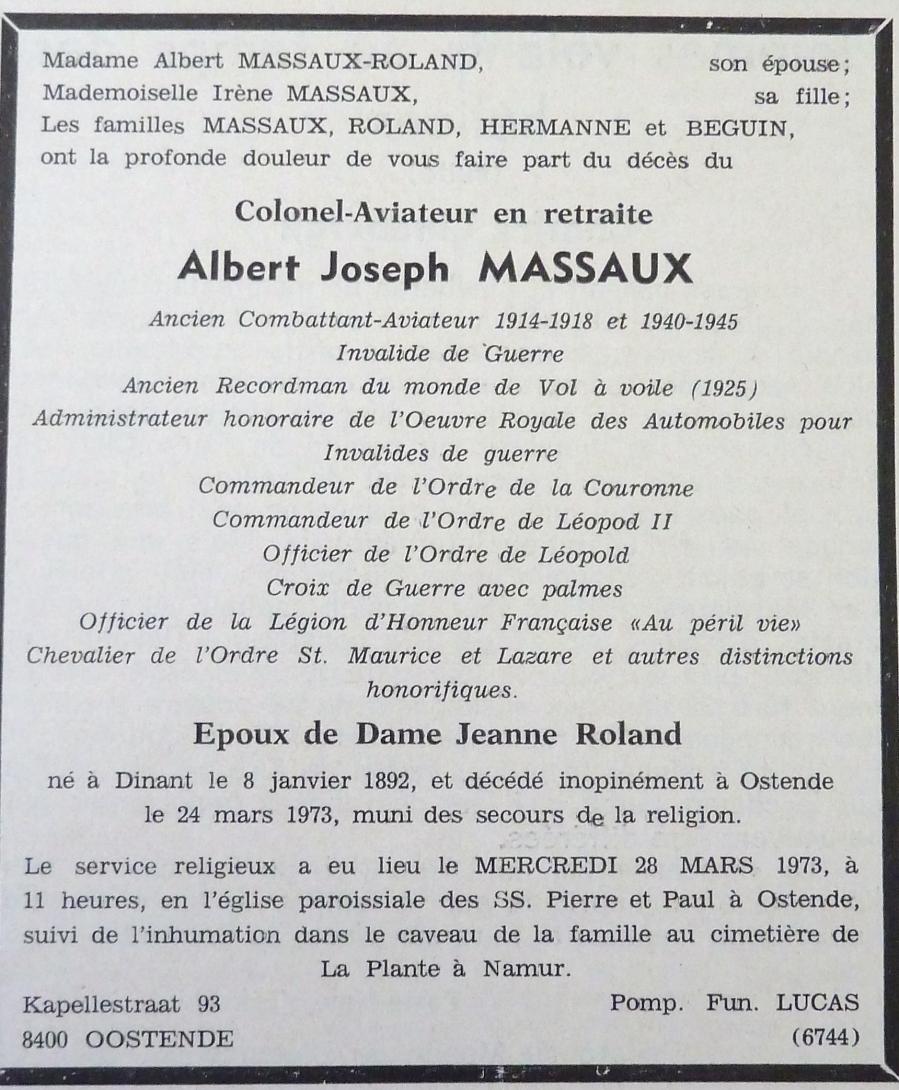 Madame Albert MASSAUX-ROLAND, son épouse;
Mademoiselle Irène MASSAUX, sa fille;
Les familles MASSAUX, ROLAND, HERMANNE et BEGUIN,
ont la profonde douleur de vous faire part du décès du
Colonel-Aviateur en retraite
Albert Joseph MASSAUX
Ancien Combattant-Aviateur 1914-1918 et 1940-1945
Invalide de Guerre
Ancien Recordman du monde de Vol à voile (1925)
Administrateur honoraire de l'Oeuvre Royale des Automobiles pour
Invalides de guerre
Commandeur de l'Ordre de la Couronne
Commandeur de l'Ordre de Léopod II
Officier de l'Ordre de Léopold
Croix de Guerre avec palmes
Officier de la Légion d'Honneur Française «Au péril vie»
Chevalier de l'Ordre St. Maurice et Lazare et autres distinctions
honorifiques.
Epoux de Dame Jeanne Roland
né à Dinant le 8 janvier 1892, et décédé inopinément à Ostende
le 24 mars 1973, muni des secours de la religion.
Le service religieux a eu lieu le MERCREDI 28 MARS 1973, à
11 heures, en l'église paroissiale des SS. Pierre et Paul à Ostende,
suivi de l'inhumation dans le caveau de la famille au cimetière de
La Plante à Namur.
Kapellestraat 93 Pomp. Fun. LUCAS
8400 OOSTENDE (6744)